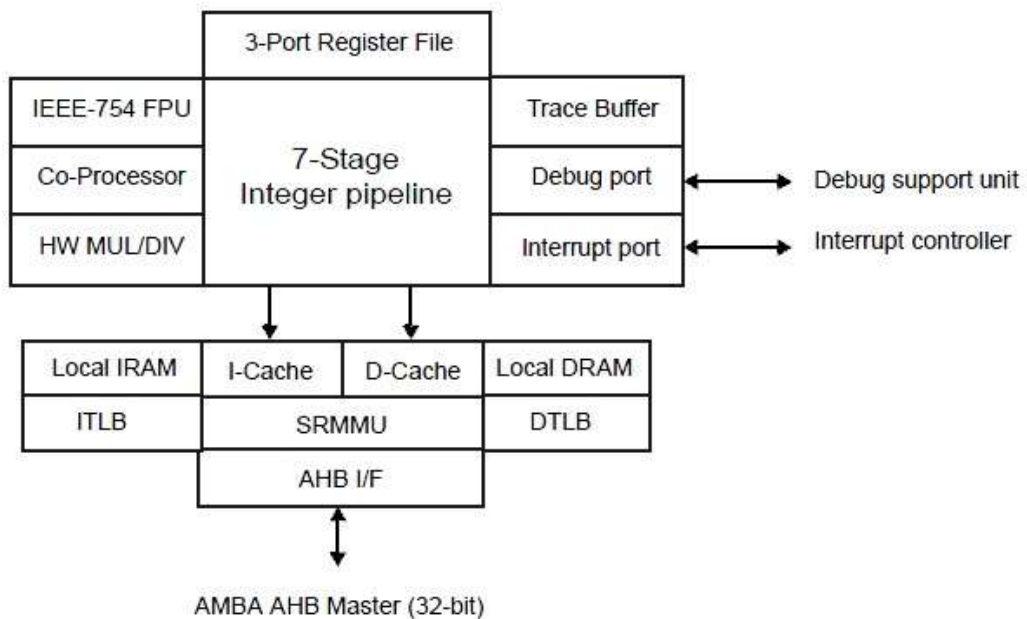 3-Port Register File
IEEE-754 FPU
7-Stage
Integer pipeline
Trace Buffer
Co-Processor
Debug port
Debug support unit
HW MUL/DIV
Interrupt port
Interrupt controller
Local IRAM
I-Cache
D-Cache
Local DRAM
ITLB
SRMMU
DTLB
AHB I/F
AMBA AHB Master (32-bit)